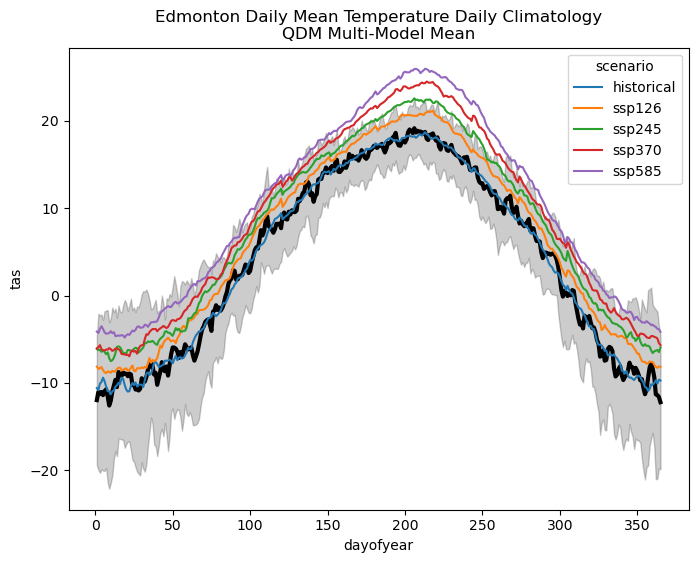 Edmonton Daily Mean Temperature Daily Climatology
QDM Multi-Model Mean
scenario
historical
ssp126
ssp245
ssp370
ssp585
tas
20
10
0
−10
−20
0
50
100
150
200
250
300
350
dayofyear